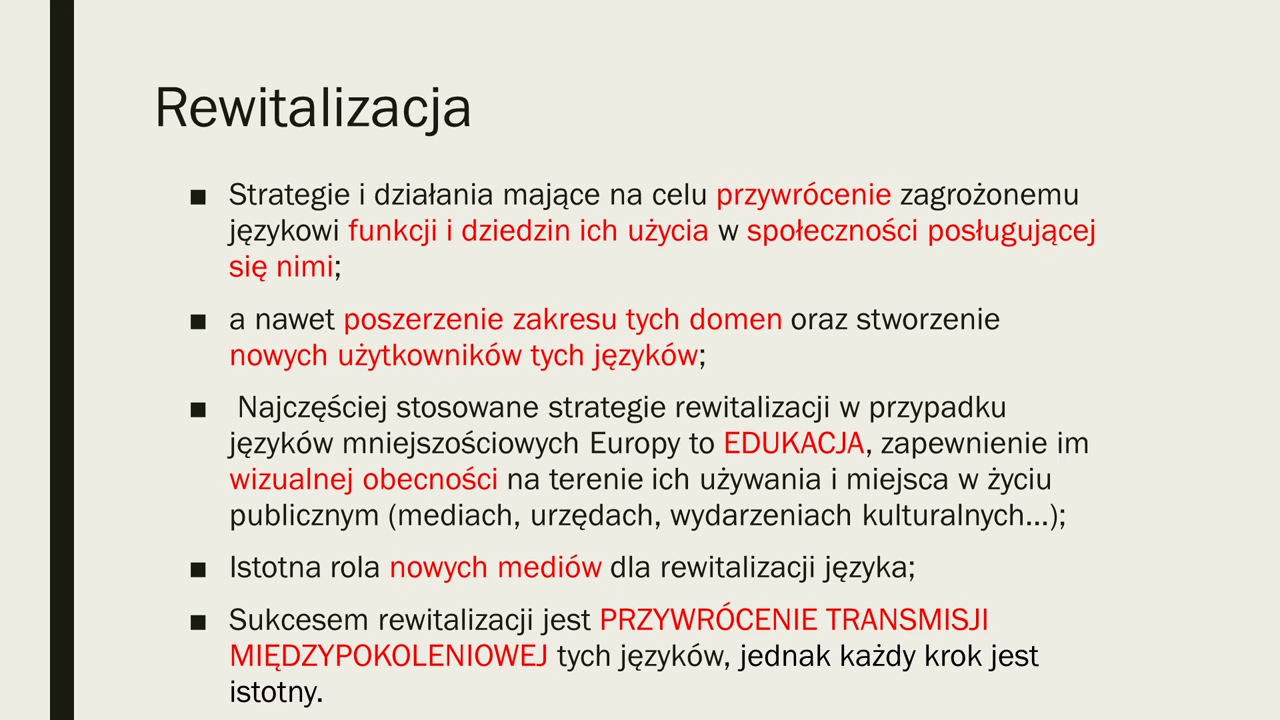 Rewitalizacja
■ Strategie i działania mające na celu przywrócenie zagrożonemu
językowi funkcji i dziedzin ich użycia w społeczności posługującej
się nimi;
■ a nawet poszerzenie zakresu tych domen oraz stworzenie
nowych użytkowników tych języków;
■ Najczęściej stosowane strategie rewitalizacji w przypadku
języków mniejszościowych Europy to EDUKACJA, zapewnienie im
wizualnej obecności na terenie ich używania i miejsca w życiu
publicznym (mediach, urzędach, wydarzeniach kulturalnych...);
■ Istotna rola nowych mediów dla rewitalizacji języka;
■ Sukcesem rewitalizacji jest PRZYWRÓCENIE TRANSMISJI
MIĘDZYPOKOLENIOWEJ tych języków, jednak każdy krok jest
istotny.